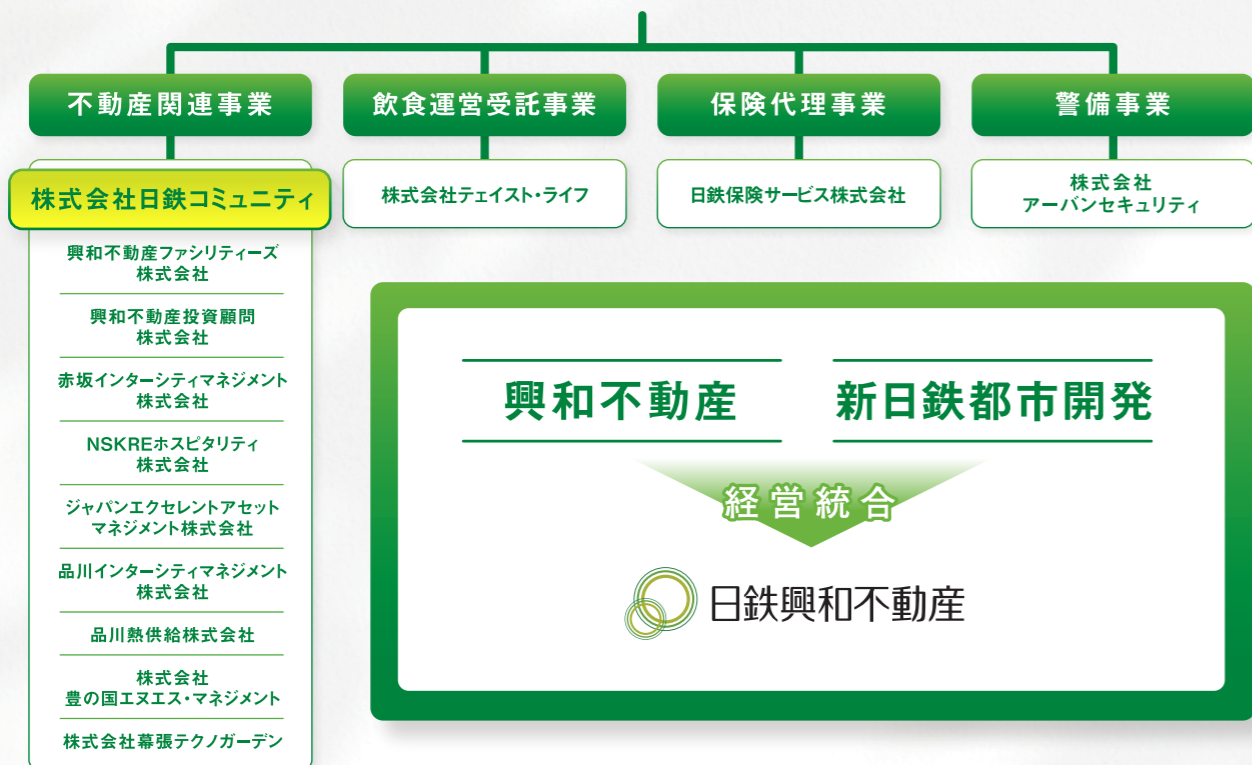 不動産関連事業
飲食運営受託事業
保険代理事業
警備事業
株式会社日鉄コミュニティ
株式会社テェイスト・ライフ
日鉄保険サービス株式会社
株式会社
アーバンセキュリティ
興和不動産ファシリティーズ
株式会社
興和不動産投資顧問
株式会社
赤坂インターシティマネジメント
株式会社
NSKREホスピタリティ
株式会社
ジャパンエクセレントアセット
マネジメント株式会社
品川インターシティマネジメント
株式会社
品川熱供給株式会社
株式会社
豊の国エヌエス・マネジメント
株式会社幕張テクノガーデン
興和不動産
新日鉄都市開発
経営統合
日鉄興和不動産